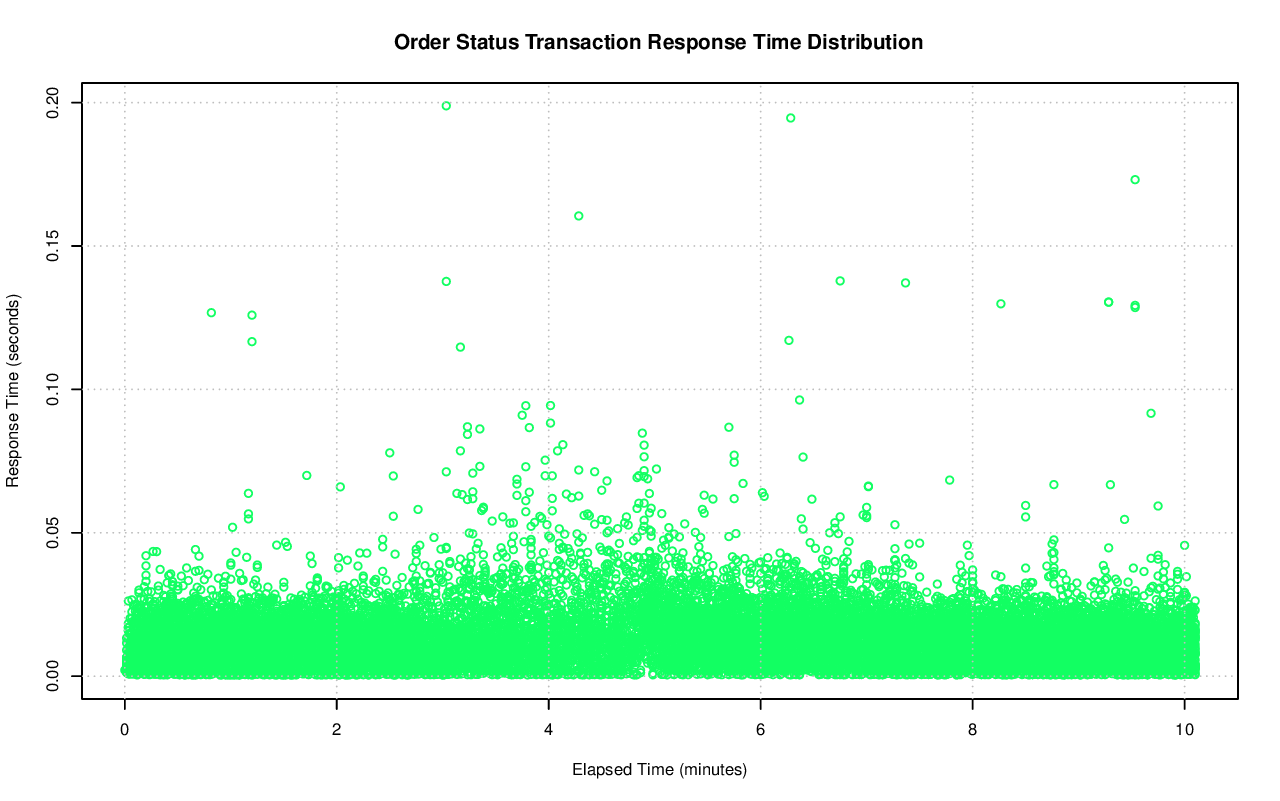 Order Status Transaction Response Time Distribution
Response Time (seconds)
0.20
0.15
0.10
0.05
0.00
0 2 4 6 8 10
Elapsed Time (minutes)